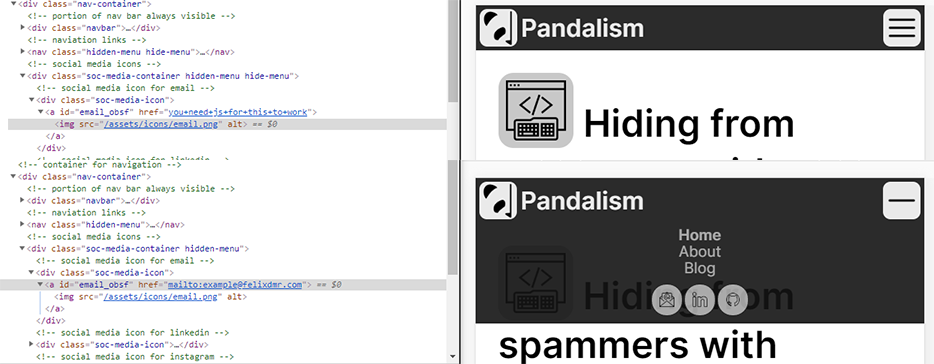 <div class="nav-container">
<!-- portion of nav bar always visible -->
<div class="navbar">…</div>
<!-- naviation links -->
<nav class="hidden-menu hide-menu">…</nav>
<!-- social media icons -->
<div class="soc-media-container hidden-menu hide-menu">
<!-- social media icon for email -->
<div class="soc-media-icon">
<a id="email_obsf" href="you+need+js+for+this+to+work">
<img src="/assets/icons/email.png" alt> == $0
</a>
</div>
<!-- social media icon for linkedin -->
<!-- container for navigation -->
<div class="nav-container">
<!-- portion of nav bar always visible -->
<div class="navbar">…</div>
<!-- naviation links -->
<nav class="hidden-menu">…</nav>
<!-- social media icons -->
<div class="soc-media-container hidden-menu">
<!-- social media icon for email -->
<div class="soc-media-icon">
<a id="email_obsf" href="mailto:example@felixdmr.com"> == $0
<img src="/assets/icons/email.png" alt>
</a>
</div>
<!-- social media icon for linkedin -->
<div class="soc-media-icon">…</div>
<!-- social media icon for instagram -->
Pandalism
</>
Hiding from
Pandalism
Home
About
Blog
in
Hiding from
spammers with